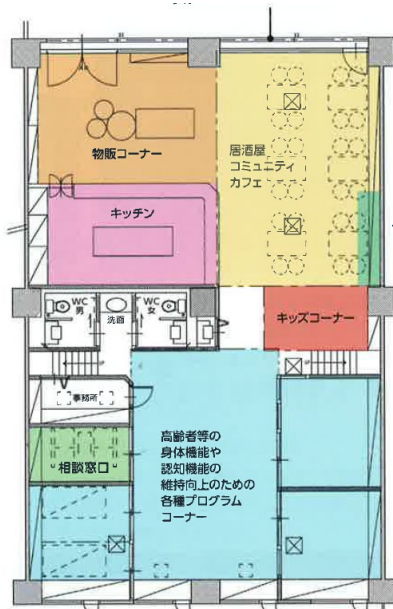 物販コーナー
居酒屋
コミュニティ
カフェ
キッチン
WC
男
洗面
WC
女
キッズコーナー
事務所
相談窓口
高齢者等の
身体機能や
認知機能の
維持向上のための
各種プログラム
コーナー